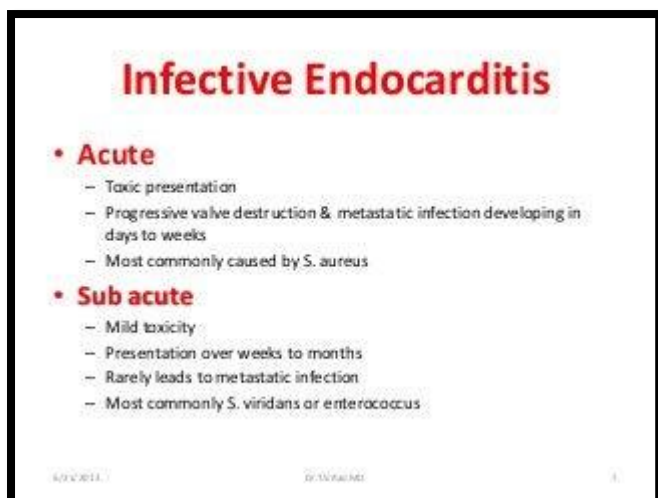 Infective Endocarditis
• Acute
– Toxic presentation
– Progressive valve destruction & metastatic infection developing in
days to weeks
– Most commonly caused by S. aureus
• Sub acute
– Mild toxicity
– Presentation over weeks to months
– Rarely leads to metastatic infection
– Most commonly S. viridans or enterococcus